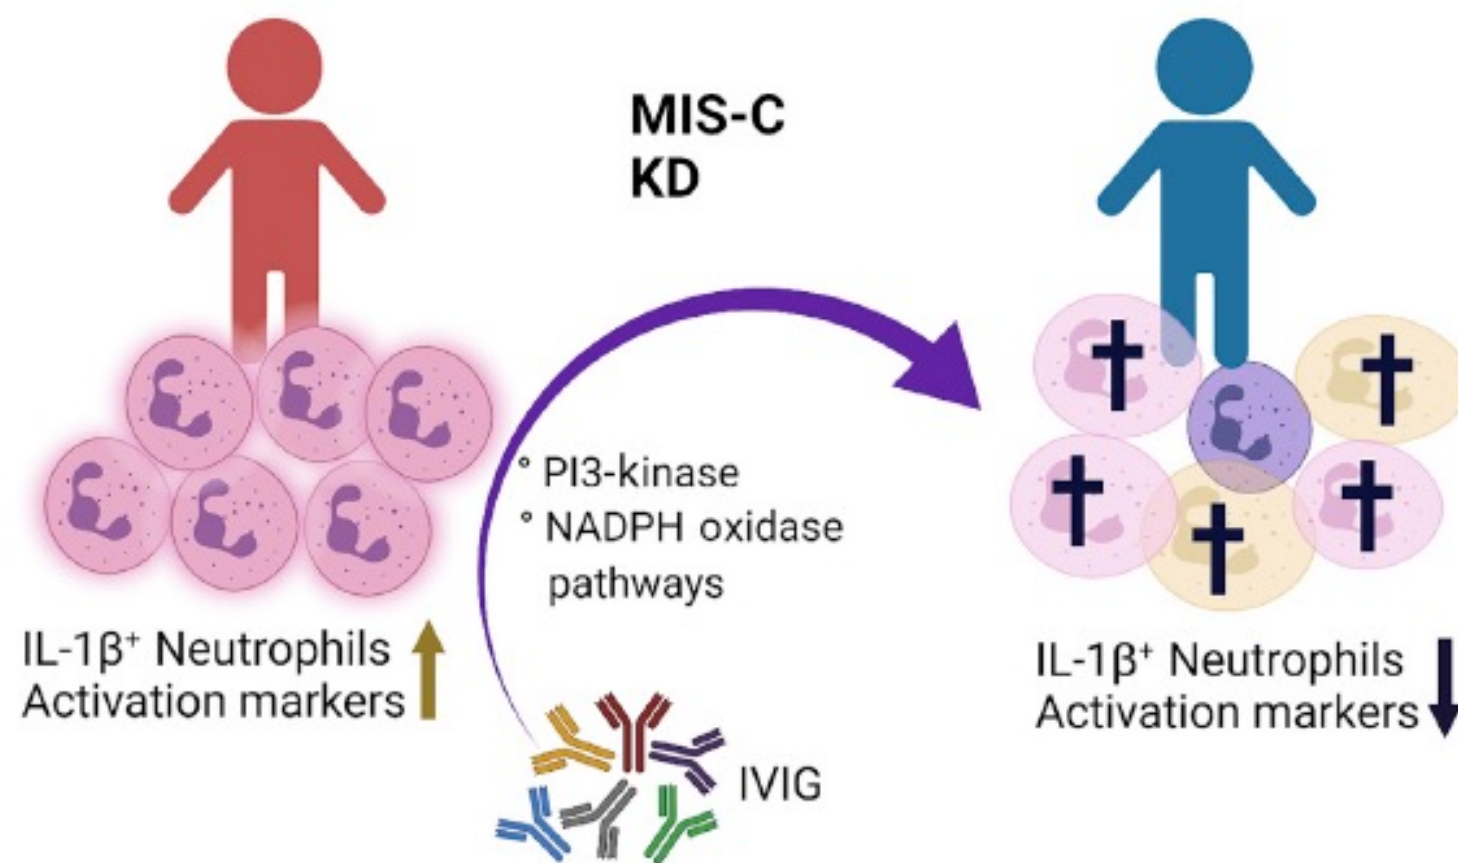 MIS-C
KD
° PI3-kinase
° NADPH oxidase
pathways
IL-1β⁺ Neutrophils
Activation markers
IVIG
IL-1β⁺ Neutrophils
Activation markers